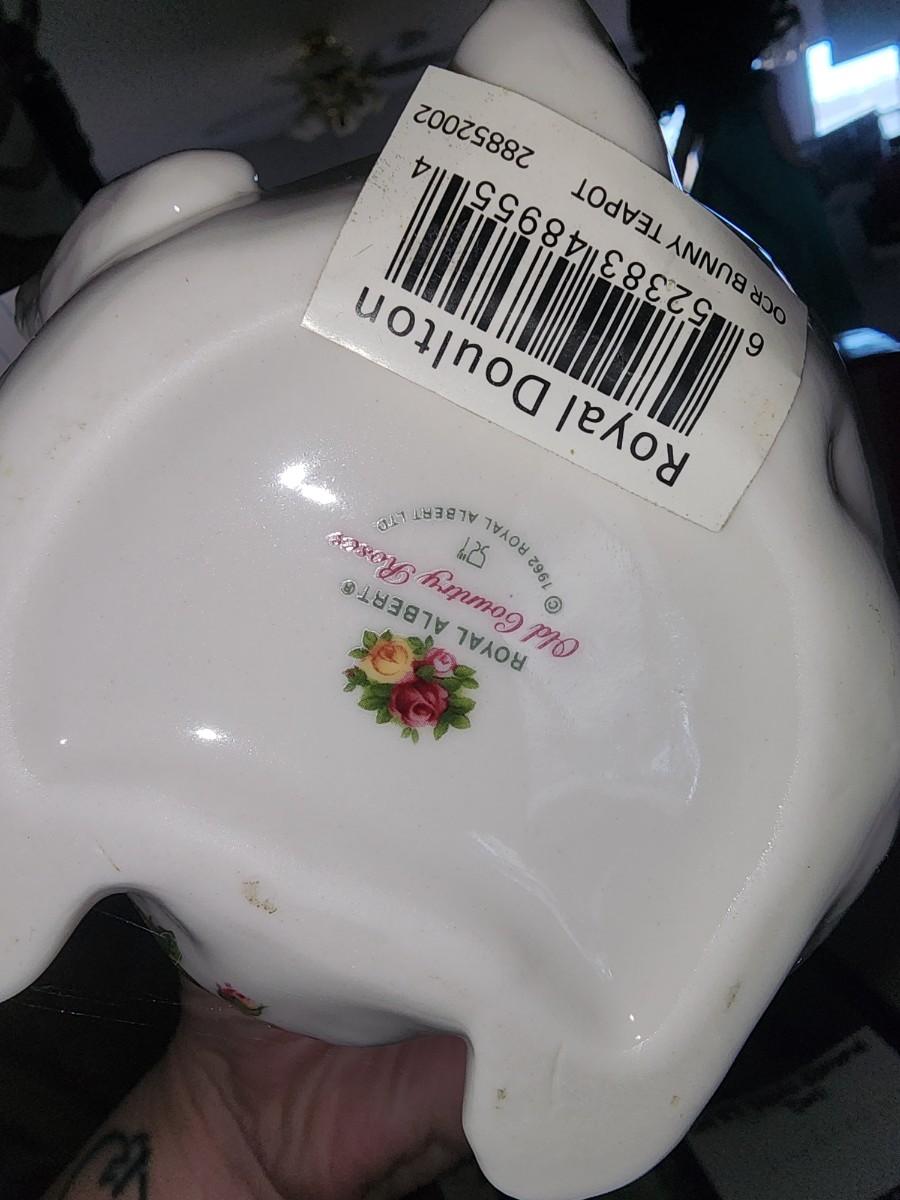 Royal Doulton
6 52383 48955 4
OCR BUNNY TEAPOT
28852002
ROYAL ALBERT®
Old Country Roses
© 1962 ROYAL ALBERT LTD